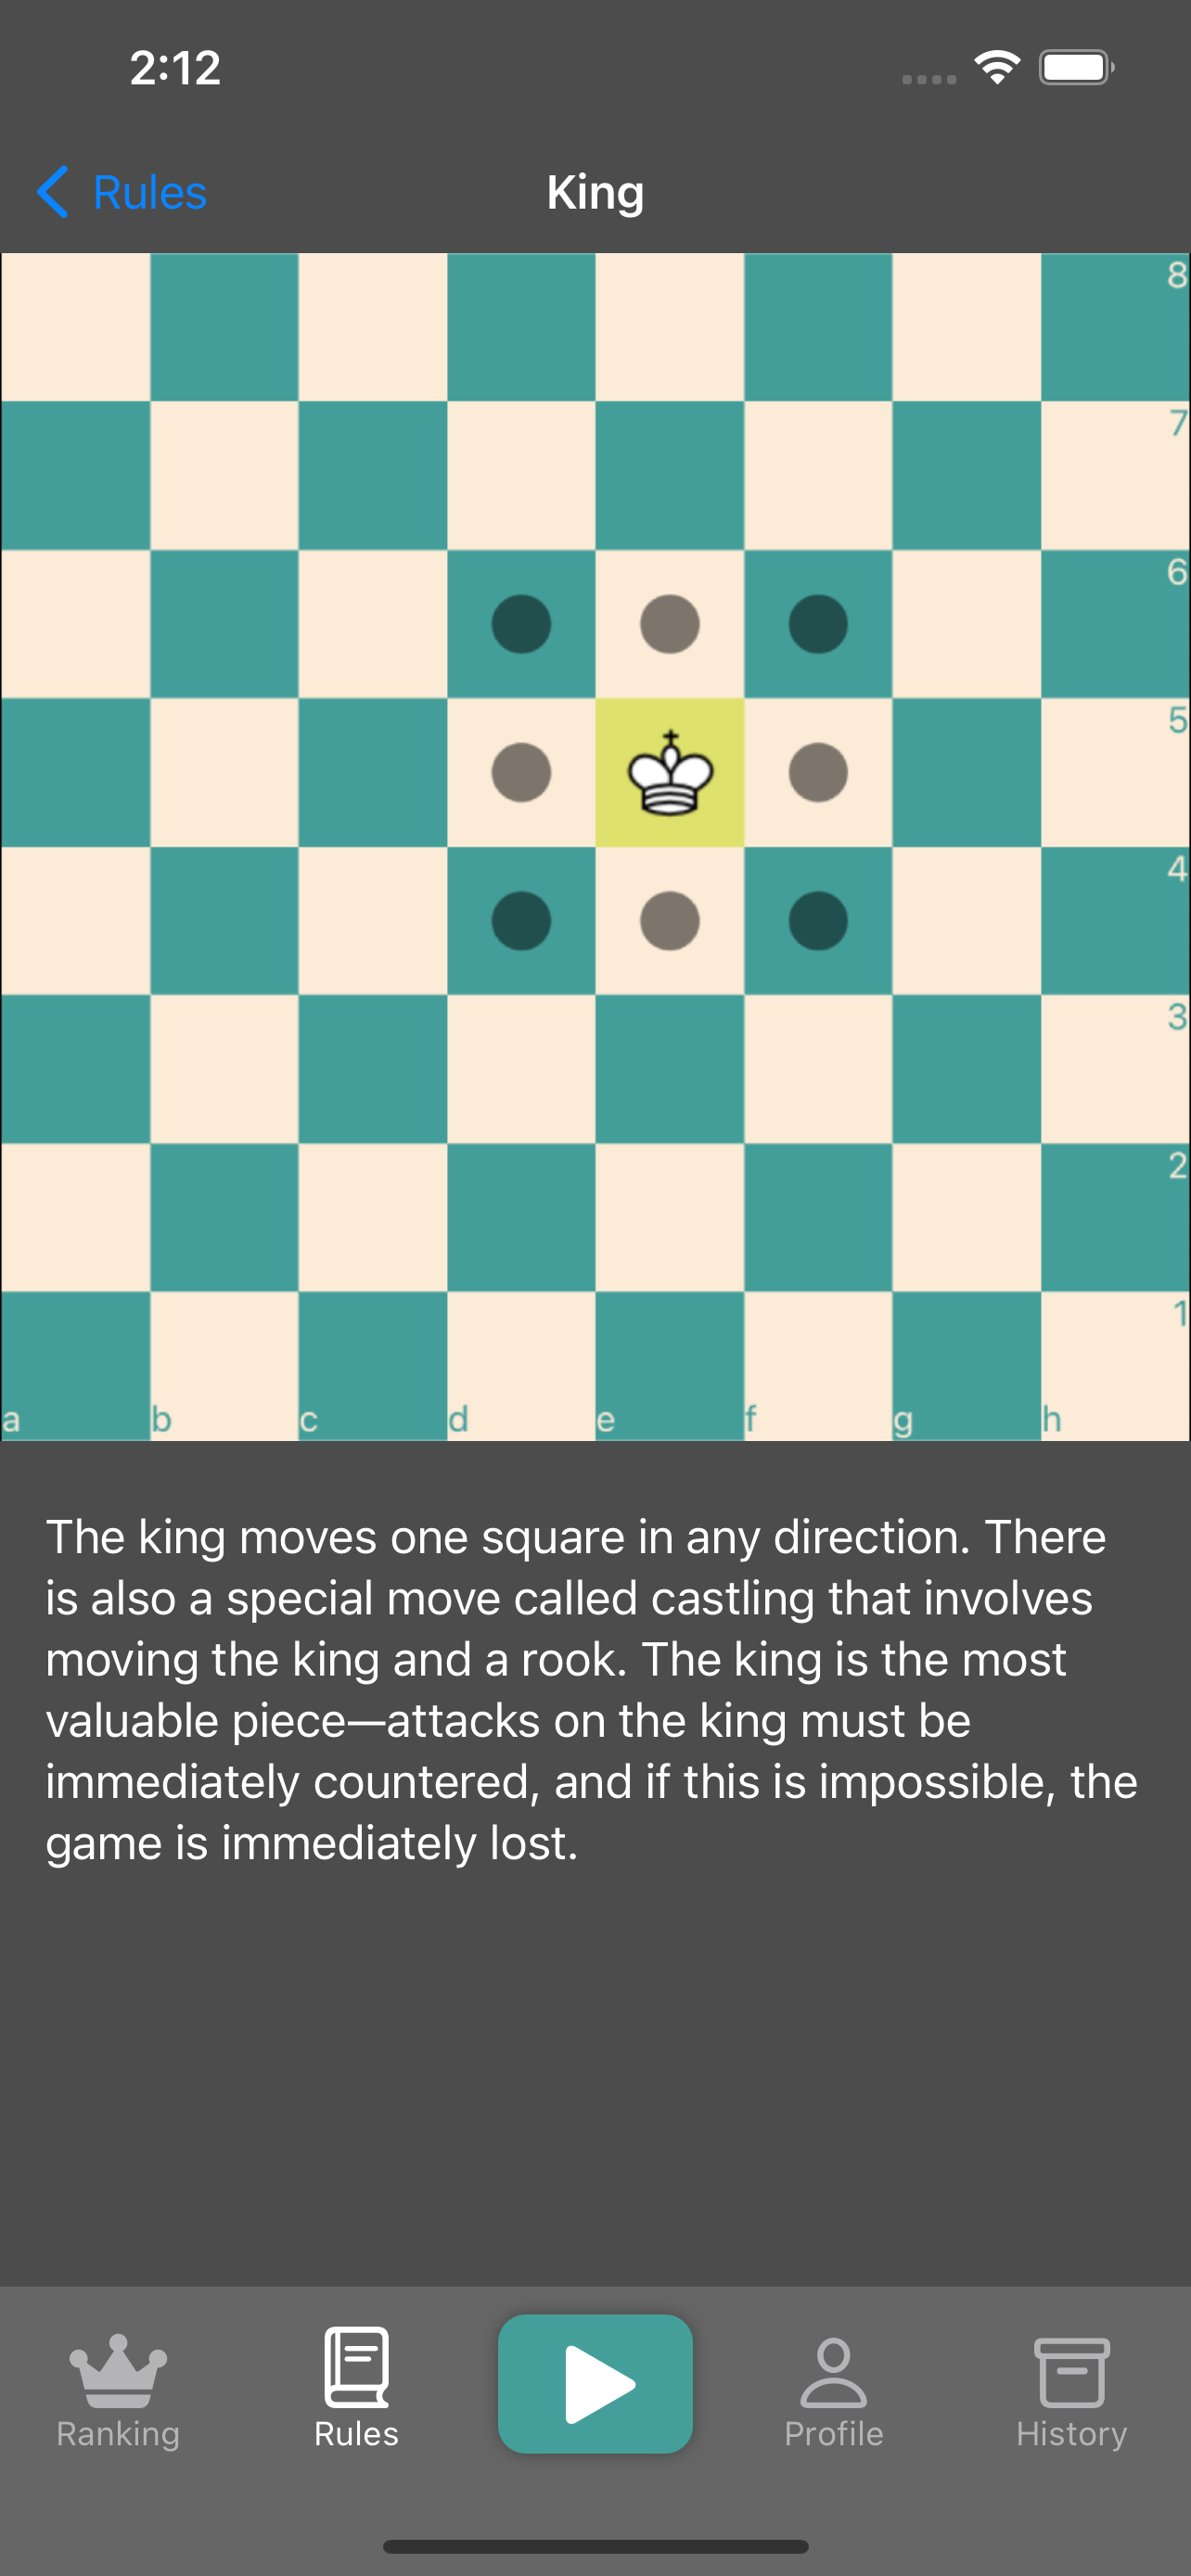 2:12
Rules
King
8
7
6
5
4
3
2
1
a b c d e f g h
The king moves one square in any direction. There
is also a special move called castling that involves
moving the king and a rook. The king is the most
valuable piece—attacks on the king must be
immediately countered, and if this is impossible, the
game is immediately lost.
Ranking Rules Profile History